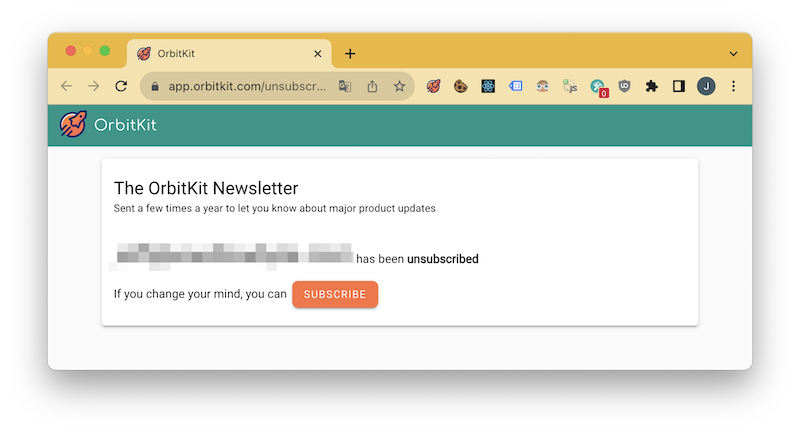 OrbitKit
app.orbitkit.com/unsubscr...
JS
0
J
OrbitKit
The OrbitKit Newsletter
Sent a few times a year to let you know about major product updates
has been unsubscribed
If you change your mind, you can SUBSCRIBE